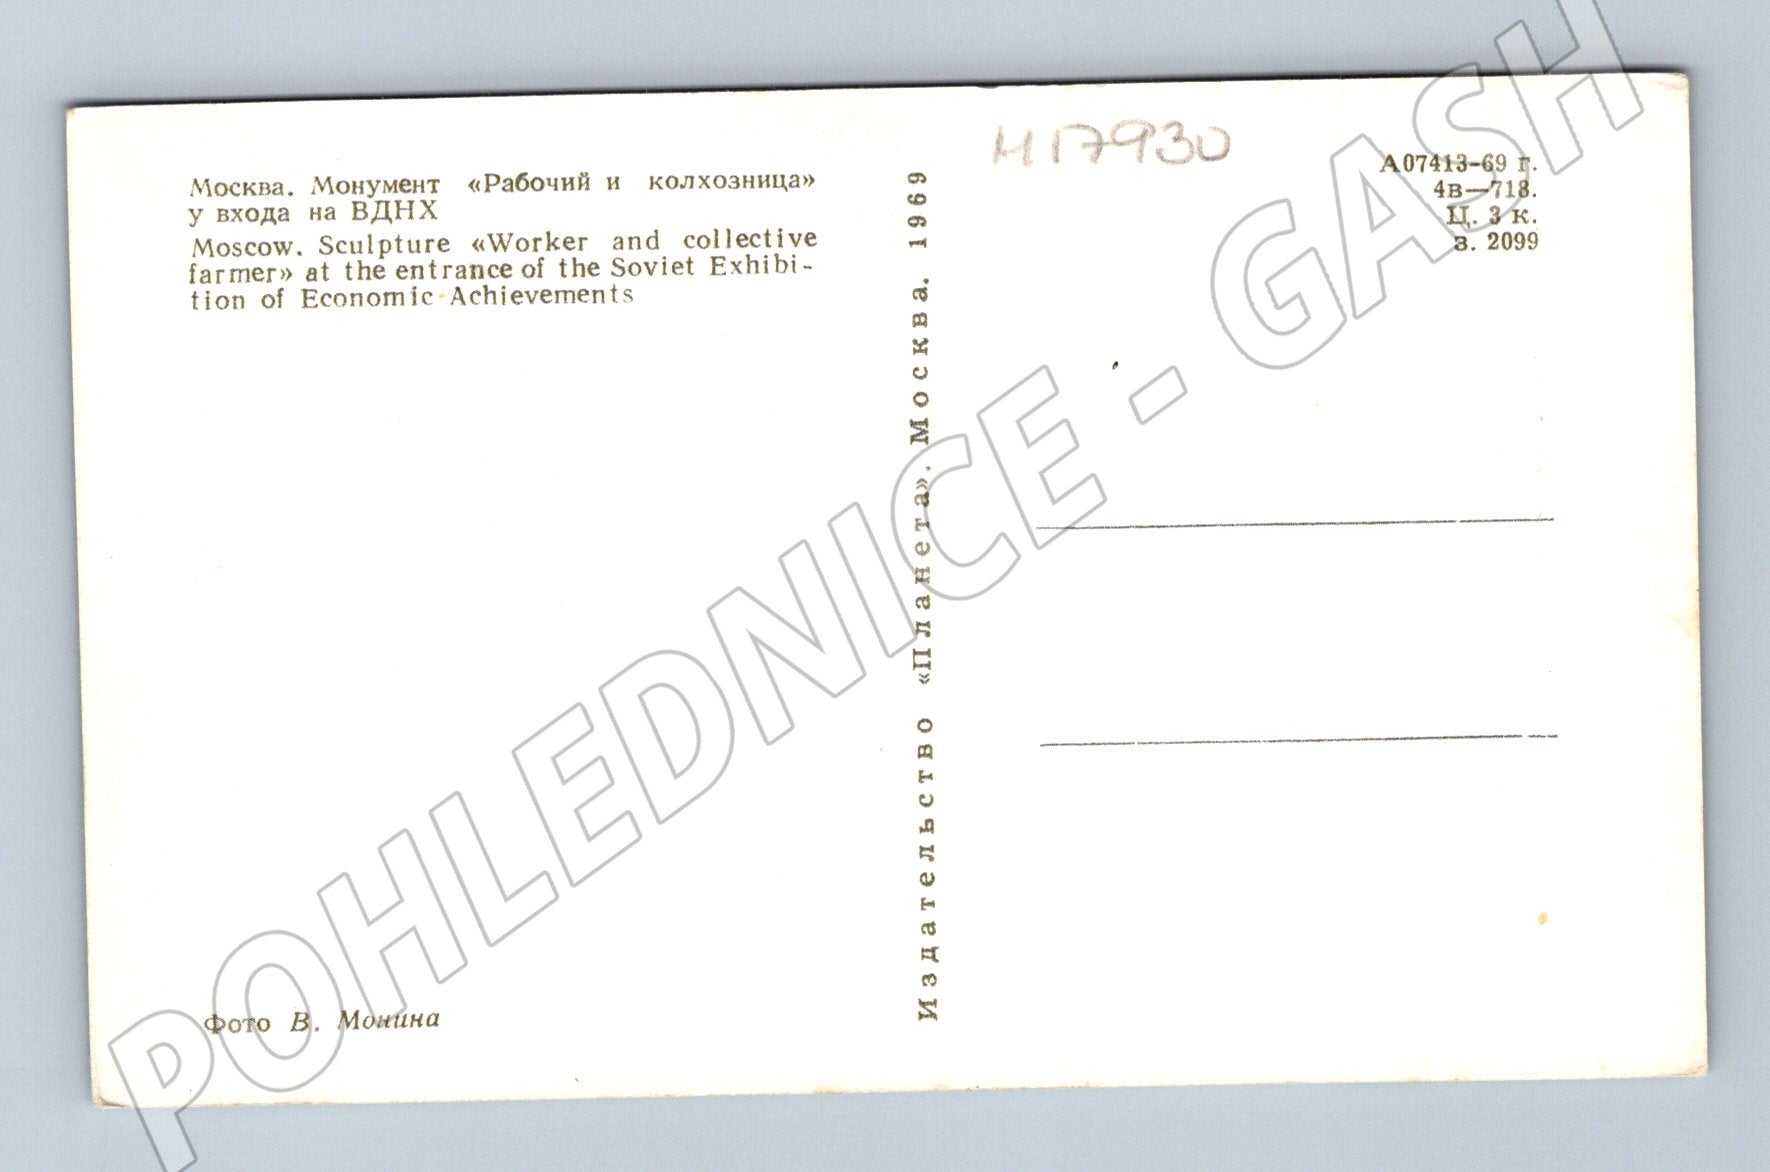 Москва. Монумент «Рабочий и колхозница»
у входа на ВДНХ
Moscow. Sculpture «Worker and collective
farmer» at the entrance of the Soviet Exhibi-
tion of Economic Achievements
Фото В. Монина
Издательство «Планета». Москва. 1969
H17930
А07413-69 г.
4в—718.
Ц. 3 к.
з. 2099
POHLEDNICE - GASH